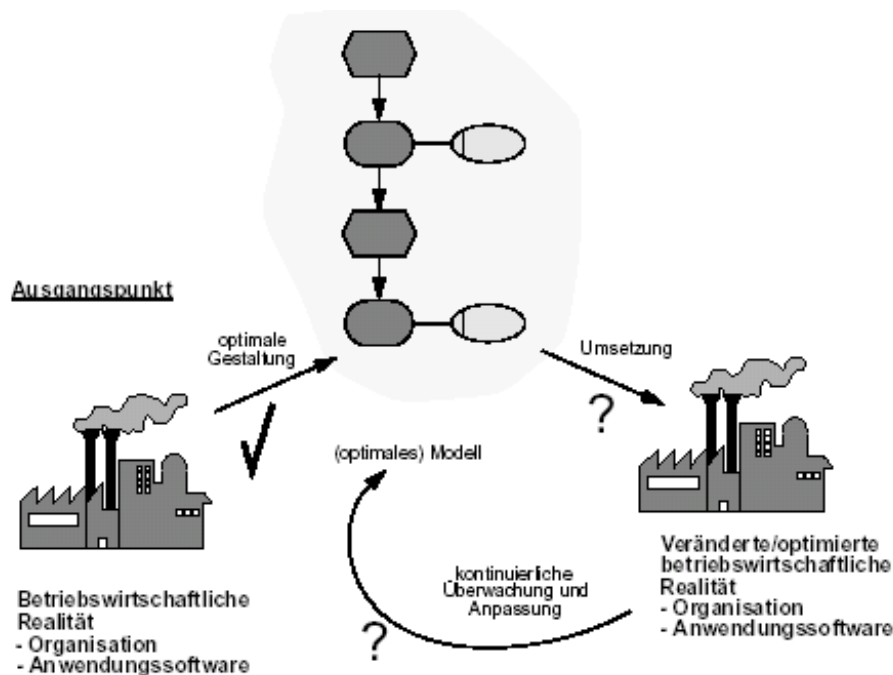 Ausgangspunkt
optimale
Gestaltung
Umsetzung
?
(optimales) Modell
Betriebswirtschaftliche
Realität
- Organisation
- Anwendungssoftware
kontinuierliche
Überwachung und
Anpassung
?
Veränderte/optimierte
betriebswirtschaftliche
Realität
- Organisation
- Anwendungssoftware